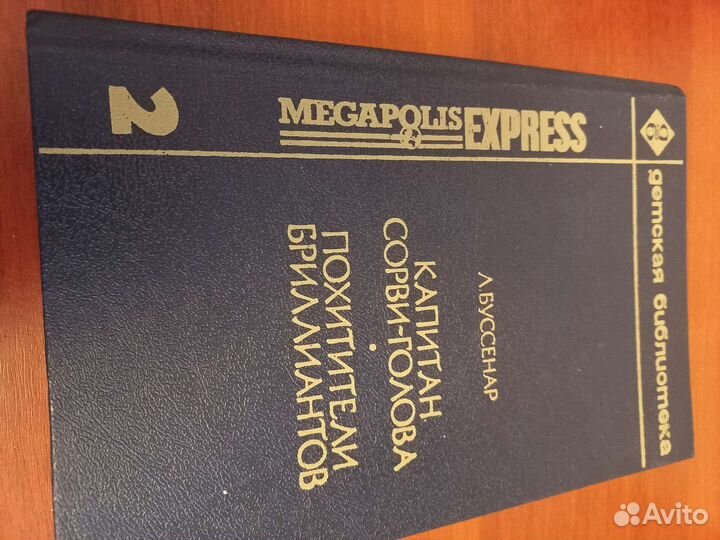 детская библиотека
Л.БУССЕНАР
КАПИТАН
СОРВИ-ГОЛОВА
ПОХИТИТЕЛИ
БРИЛЛИАНТОВ
MEGAPOLIS EXPRESS
2
Avito